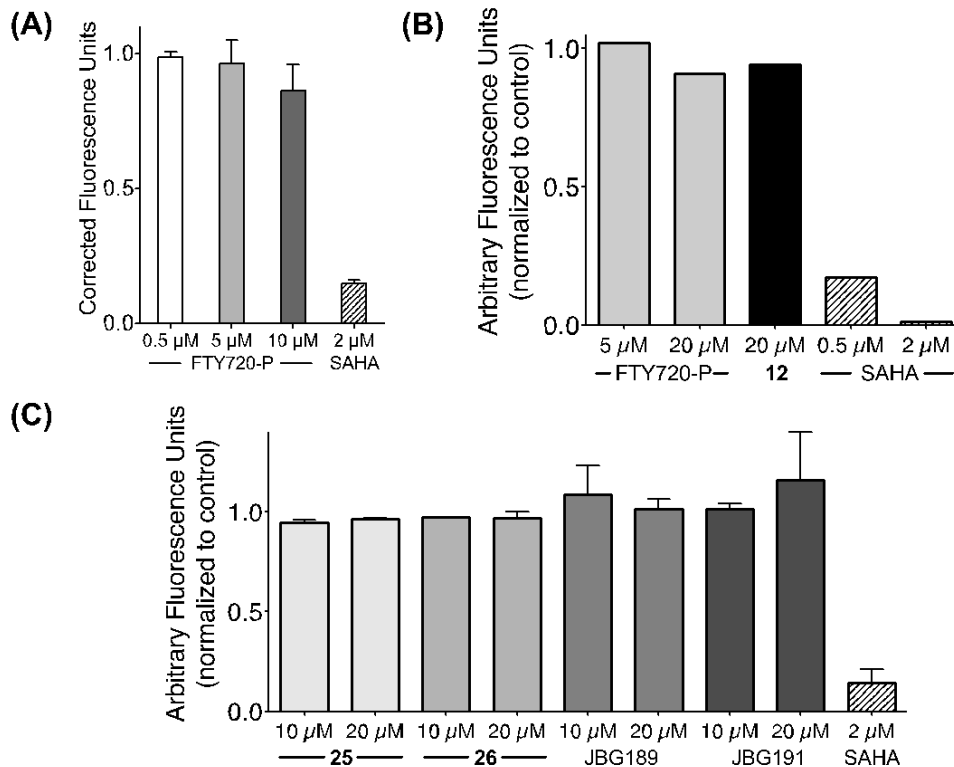 (A)
Corrected Fluorescence Units
1.0
0.5
0.0
0.5 µM 5 µM 10 µM 2 µM
FTY720-P SAHA
(B)
Arbitrary Fluorescence Units
(normalized to control)
1.0
0.5
0.0
5 µM 20 µM 20 µM 0.5 µM 2 µM
FTY720-P 12 SAHA
(C)
Arbitrary Fluorescence Units
(normalized to control)
1.0
0.5
0.0
10 µM 20 µM 10 µM 20 µM 10 µM 20 µM 10 µM 20 µM 2 µM
25 26 JBG189 JBG191 SAHA